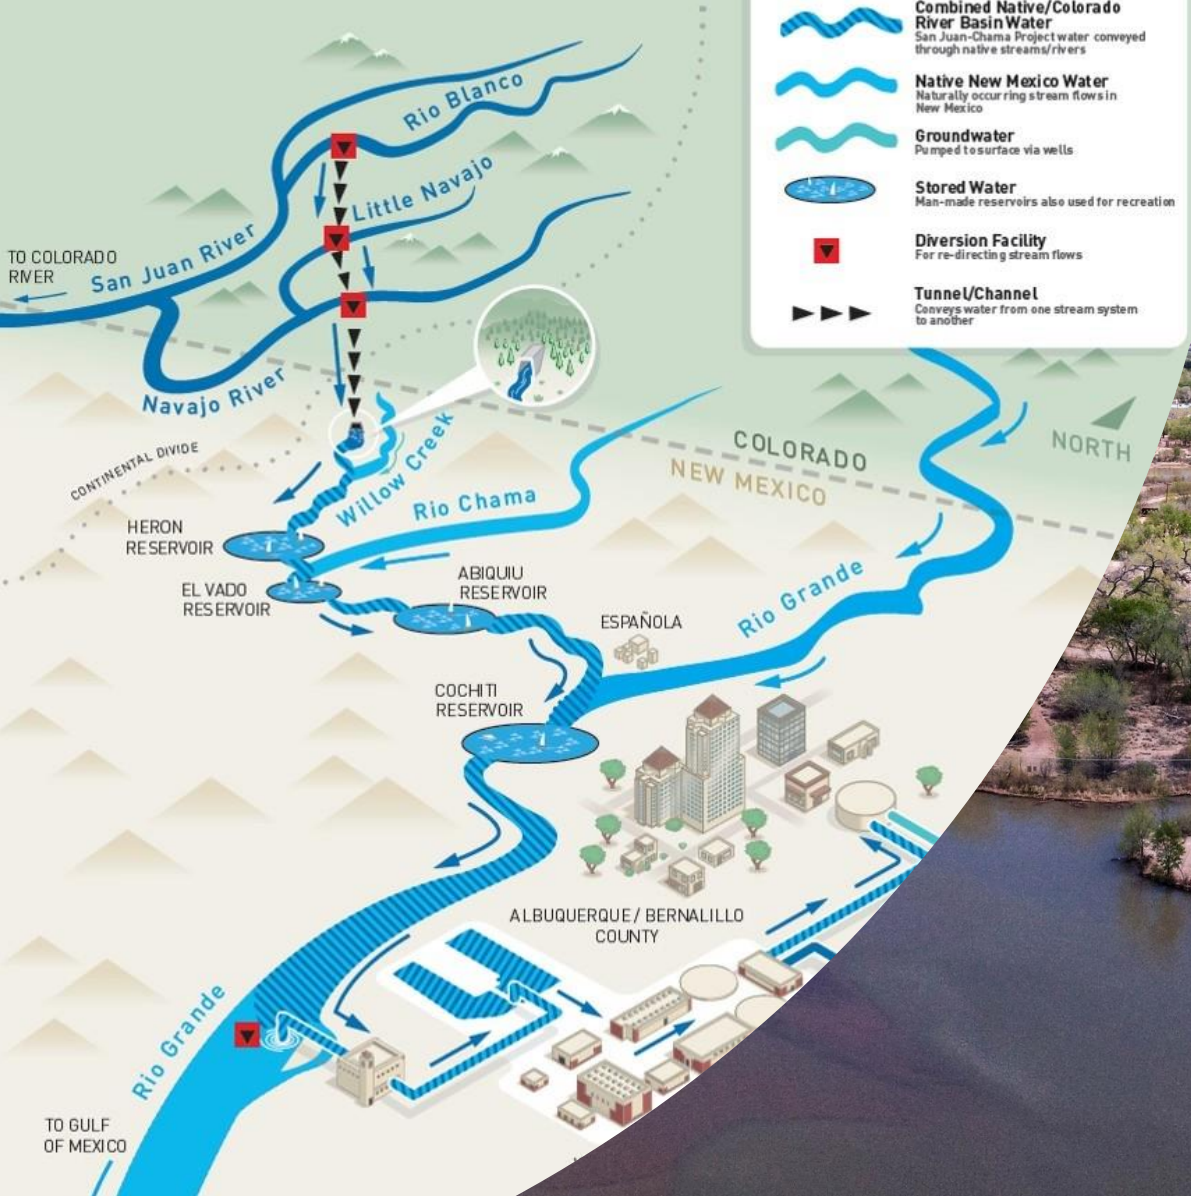 Combined Native/Colorado
River Basin Water
San Juan-Chama Project water conveyed
through native streams/rivers
Native New Mexico Water
Naturally occurring stream flows in
New Mexico
Groundwater
Pumped to surface via wells
Stored Water
Man-made reservoirs also used for recreation
Diversion Facility
For re-directing stream flows
Tunnel/Channel
Conveys water from one stream system
to another
Rio Blanco
Little Navajo
San Juan River
TO COLORADO
RIVER
Navajo River
CONTINENTAL DIVIDE
Willow Creek
Rio Chama
COLORADO
NEW MEXICO
NORTH
HERON
RESERVOIR
EL VADO
RESERVOIR
ABIQUIU
RESERVOIR
ESPAÑOLA
Rio Grande
COCHITI
RESERVOIR
ALBUQUERQUE/BERNALILLO
COUNTY
Rio Grande
TO GULF
OF MEXICO